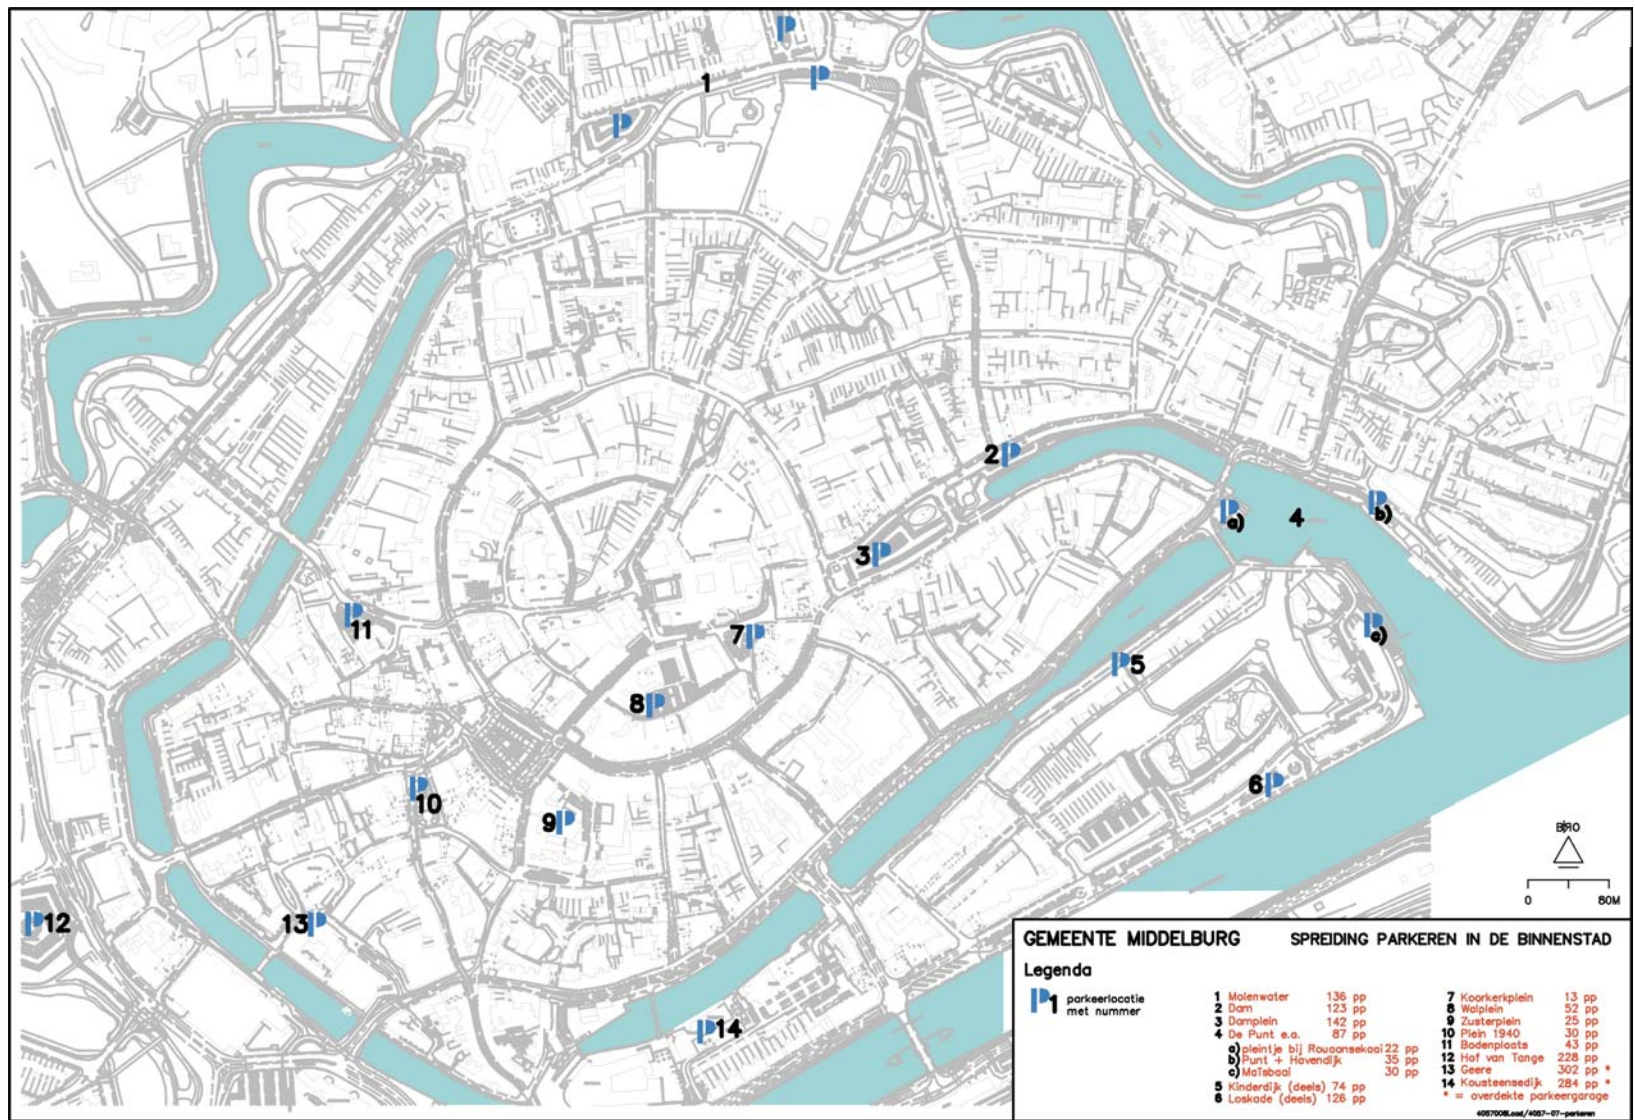 1
2
3
a)
4
b)
c)
11
7
5
8
6
10
9
12
13
14
BRO
0 80M
GEMEENTE MIDDELBURG SPREIDING PARKEREN IN DE BINNENSTAD
Legenda
P1 parkeerlocatie
met nummer
1 Molenwater 136 pp
2 Dam 123 pp
3 Damplein 142 pp
4 De Punt e.a. 87 pp
a) pleintje bij Rouaansekaai 22 pp
b) Punt + Havendijk 35 pp
c) Maïsbaai 30 pp
5 Kinderdijk (deels) 74 pp
6 Loskade (deels) 126 pp
7 Koorkerkplein 13 pp
8 Walplein 52 pp
9 Zusterplein 25 pp
10 Plein 1940 30 pp
11 Bodenplaats 43 pp
12 Hof van Tange 228 pp
13 Geere 302 pp *
14 Kousteensedijk 284 pp *
* = overdekte parkeergarage